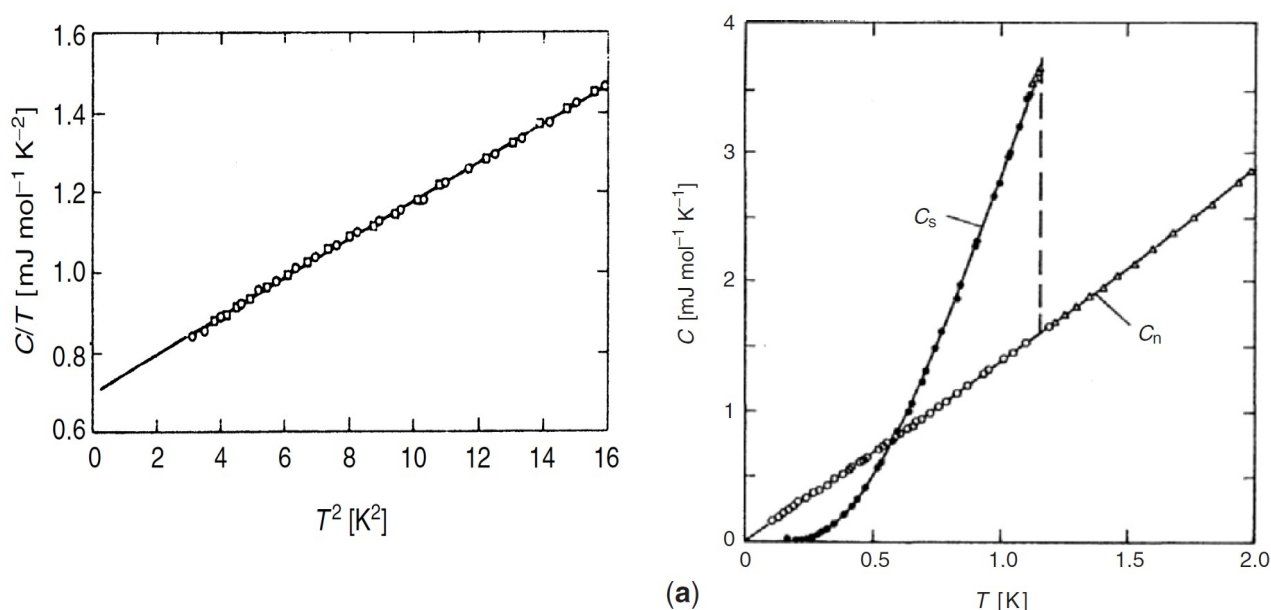 1.6
1.4
1.2
1.0
0.8
0.6
C/T [mJ mol⁻¹ K⁻²]
0 2 4 6 8 10 12 14 16
T² [K²]
4
3
2
1
0
C [mJ mol⁻¹ K⁻¹]
Cₛ
Cₙ
0 0.5 1.0 1.5 2.0
(a)
T [K]